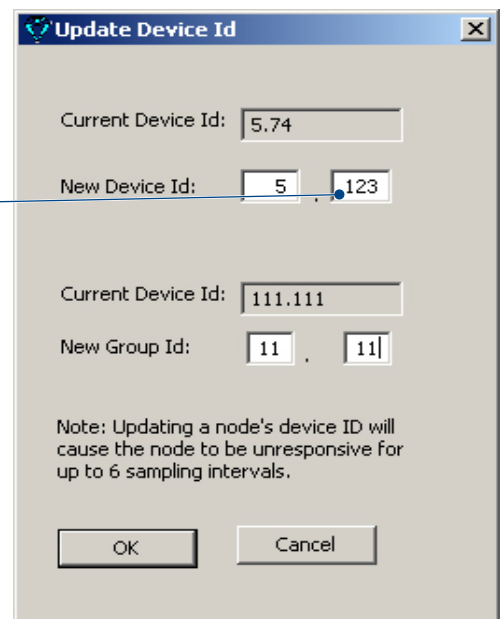 Update Device Id
Current Device Id: 5.74
New Device Id: 5 . 123
Current Device Id: 111.111
New Group Id: 11 . 11
Note: Updating a node's device ID will
cause the node to be unresponsive for
up to 6 sampling intervals.
OK Cancel